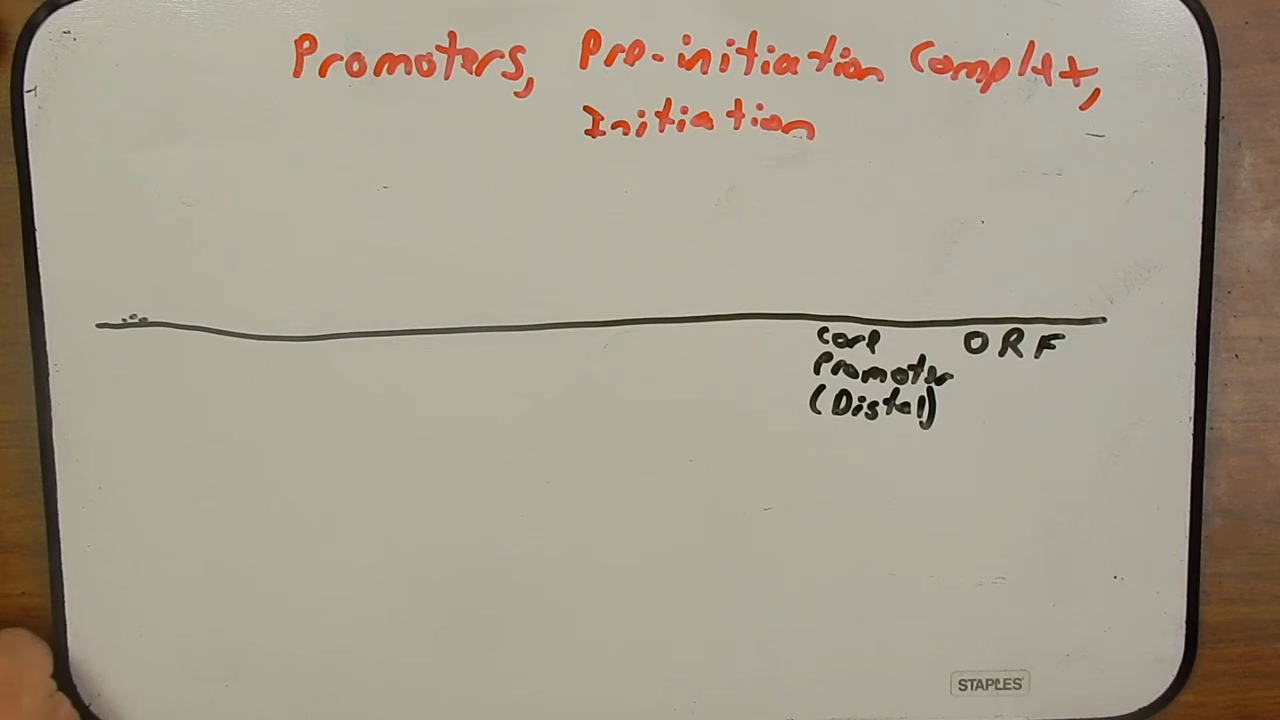 Promoters, Pre-initiation Complex,
Initiation
Core
Promoter
(Distal)
ORF
STAPLES